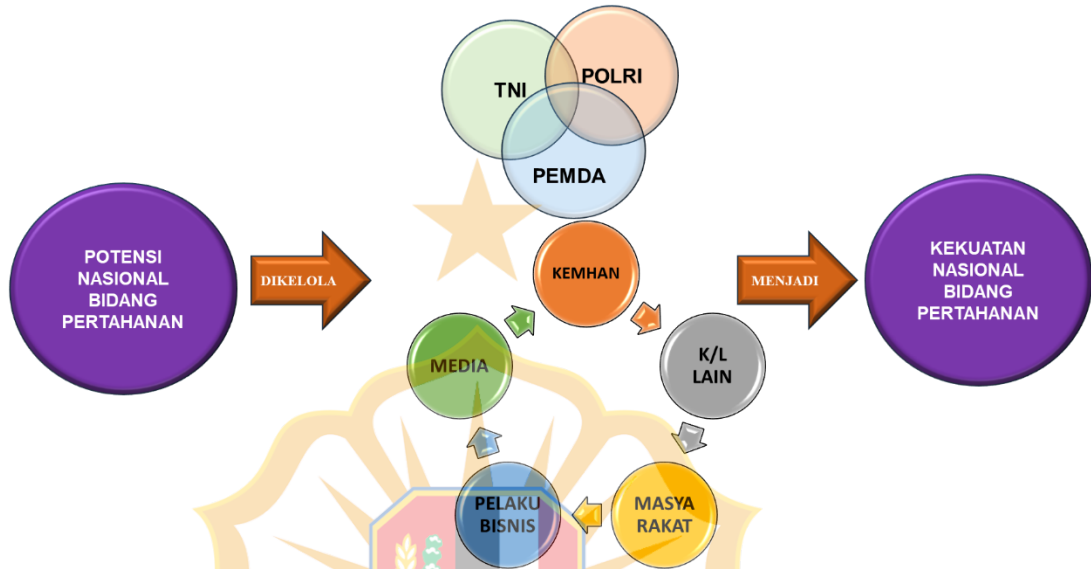 TNI
POLRI
PEMDA
POTENSI
NASIONAL
BIDANG
PERTAHANAN
DIKELOLA
KEMHAN
K/L
LAIN
MASYA
RAKAT
PELAKU
BISNIS
MEDIA
MENJADI
KEKUATAN
NASIONAL
BIDANG
PERTAHANAN